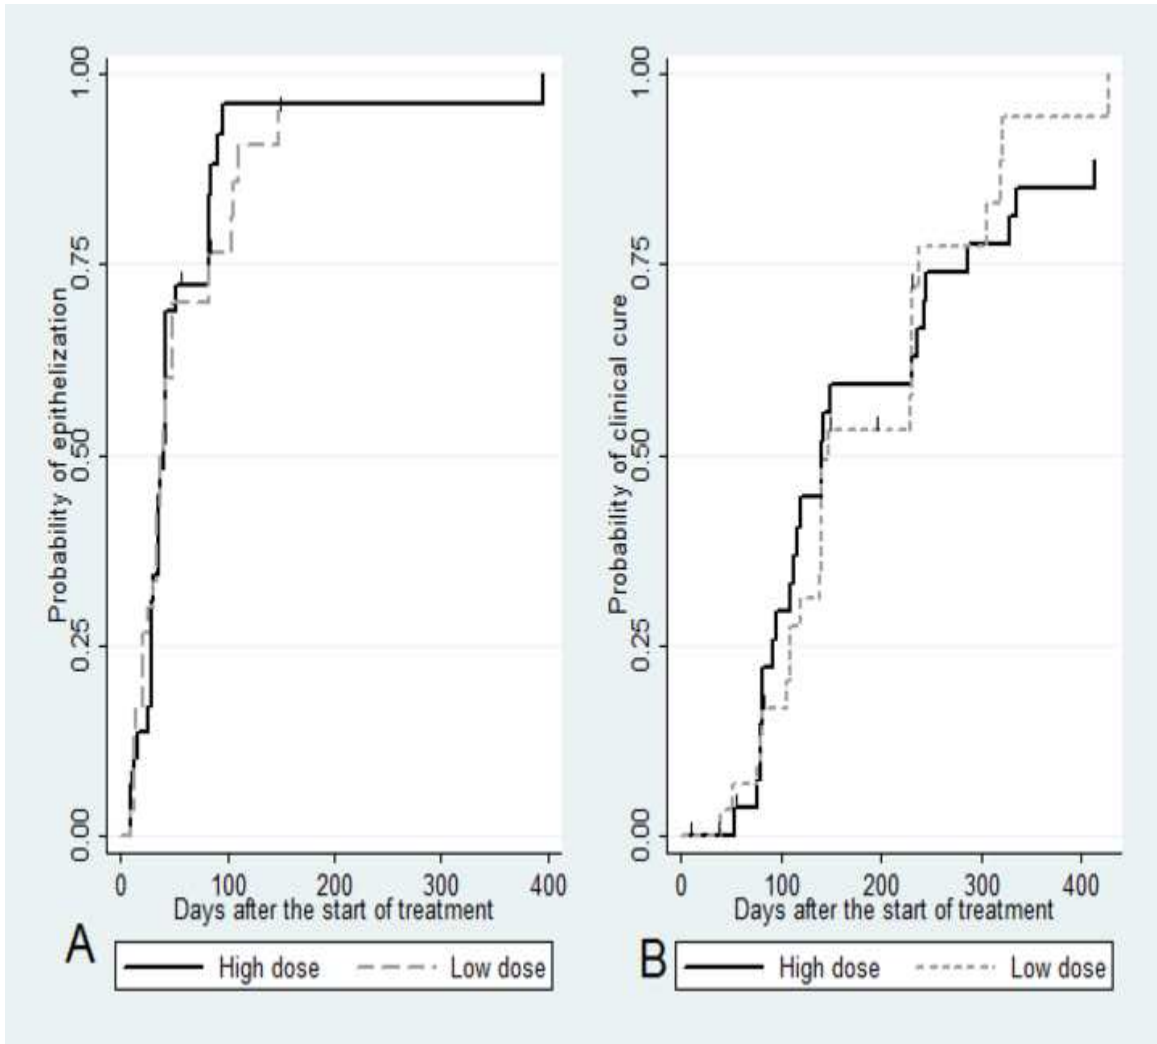 Probability of epithelization
1.00
0.75
0.50
0.25
0.00
0 100 200 300 400
Days after the start of treatment
A
High dose Low dose
Probability of clinical cure
1.00
0.75
0.50
0.25
0.00
0 100 200 300 400
Days after the start of treatment
B
High dose Low dose